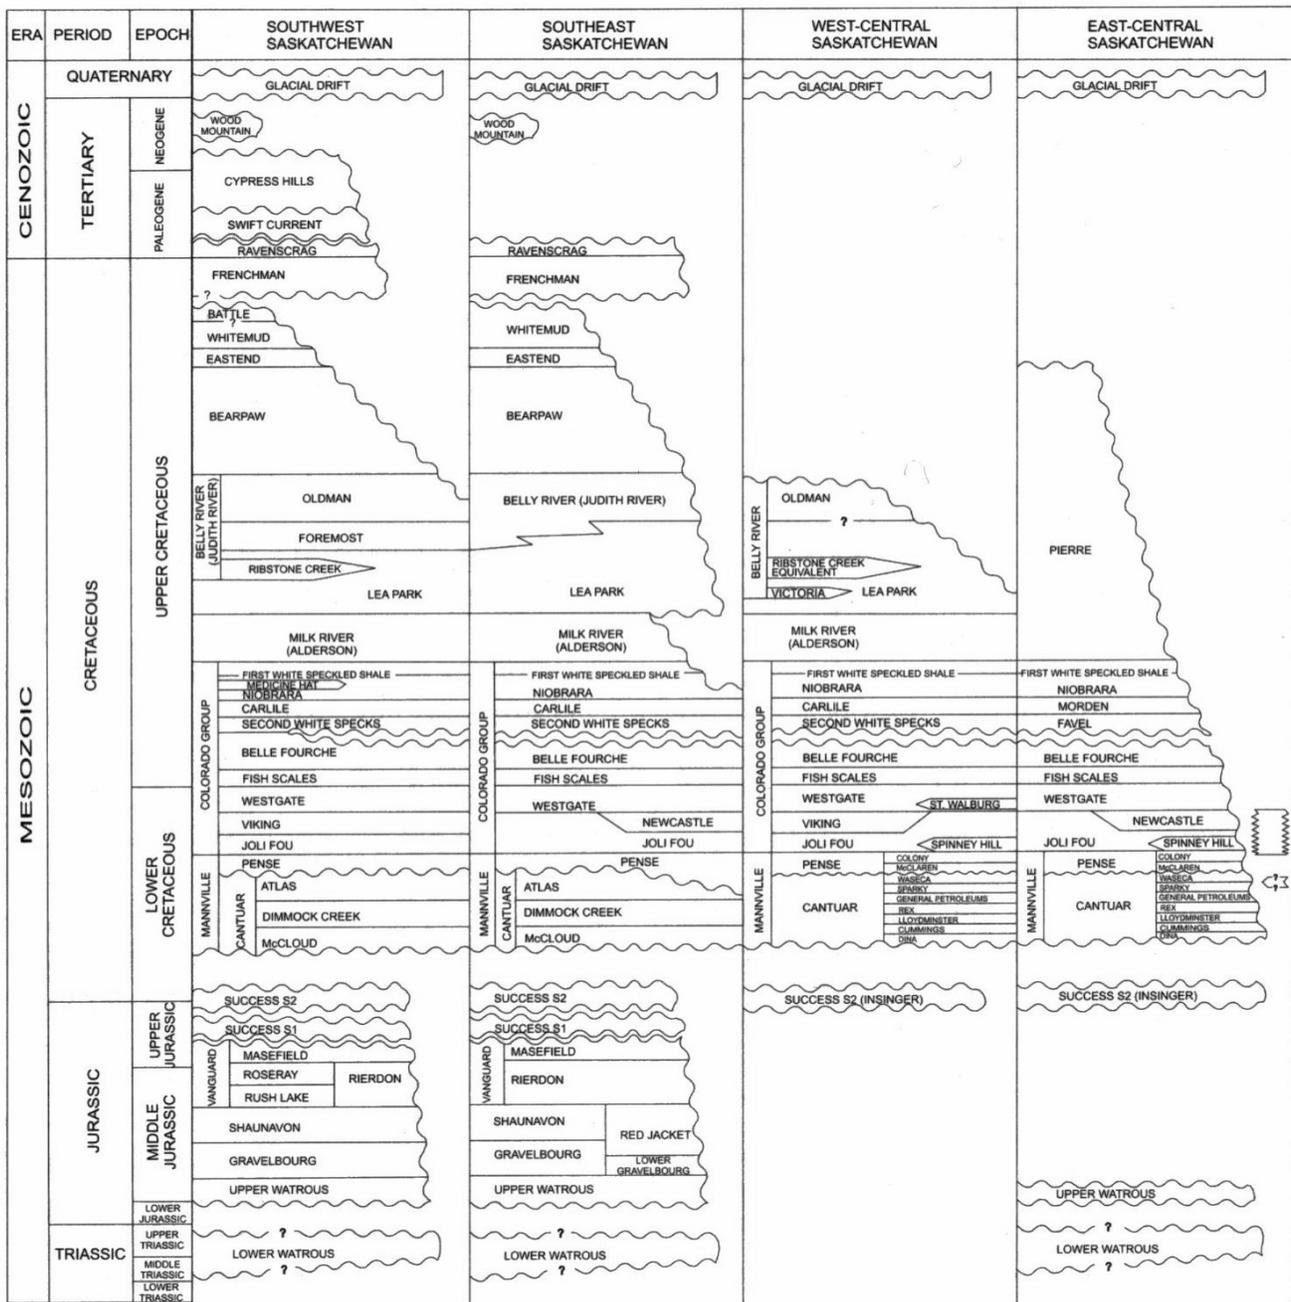 ERA
PERIOD
EPOCH
SOUTHWEST
SASKATCHEWAN
SOUTHEAST
SASKATCHEWAN
WEST-CENTRAL
SASKATCHEWAN
EAST-CENTRAL
SASKATCHEWAN
CENOZOIC
MESOZOIC
QUATERNARY
TERTIARY
CRETACEOUS
JURASSIC
TRIASSIC
NEOGENE
PALEOGENE
UPPER CRETACEOUS
LOWER
CRETACEOUS
UPPER
JURASSIC
MIDDLE
JURASSIC
LOWER
JURASSIC
UPPER
TRIASSIC
MIDDLE
TRIASSIC
LOWER
TRIASSIC
GLACIAL DRIFT
WOOD
MOUNTAIN
CYPRESS HILLS
SWIFT CURRENT
RAVENSCRAG
FRENCHMAN
?
BATTLE
?
WHITEMUD
EASTEND
BEARPAW
BELLY RIVER
(JUDITH RIVER)
OLDMAN
FOREMOST
RIBSTONE CREEK
LEA PARK
MILK RIVER
(ALDERSON)
COLORADO GROUP
FIRST WHITE SPECKLED SHALE
MEDICINE HAT
NIOBRARA
CARLILE
SECOND WHITE SPECKS
BELLE FOURCHE
FISH SCALES
WESTGATE
VIKING
JOLI FOU
MANNVILLE
PENSE
CANTUAR
ATLAS
DIMMOCK CREEK
McCLOUD
SUCCESS S2
SUCCESS S1
VANGUARD
MASEFIELD
ROSERAY
RUSH LAKE
RIERDON
SHAUNAVON
GRAVELBOURG
UPPER WATROUS
?
LOWER WATROUS
?
GLACIAL DRIFT
WOOD
MOUNTAIN
RAVENSCRAG
FRENCHMAN
WHITEMUD
EASTEND
BEARPAW
BELLY RIVER (JUDITH RIVER)
LEA PARK
MILK RIVER
(ALDERSON)
COLORADO GROUP
FIRST WHITE SPECKLED SHALE
NIOBRARA
CARLILE
SECOND WHITE SPECKS
BELLE FOURCHE
FISH SCALES
WESTGATE
NEWCASTLE
JOLI FOU
MANNVILLE
PENSE
CANTUAR
ATLAS
DIMMOCK CREEK
McCLOUD
SUCCESS S2
SUCCESS S1
VANGUARD
MASEFIELD
RIERDON
SHAUNAVON
RED JACKET
GRAVELBOURG
LOWER
GRAVELBOURG
UPPER WATROUS
?
LOWER WATROUS
?
GLACIAL DRIFT
BELLY RIVER
OLDMAN
?
RIBSTONE CREEK
EQUIVALENT
VICTORIA
LEA PARK
MILK RIVER
(ALDERSON)
COLORADO GROUP
FIRST WHITE SPECKLED SHALE
NIOBRARA
CARLILE
SECOND WHITE SPECKS
BELLE FOURCHE
FISH SCALES
WESTGATE
ST. WALBURG
VIKING
JOLI FOU
SPINNEY HILL
MANNVILLE
PENSE
COLONY
McCLAREN
CANTUAR
WASECA
SPARKY
GENERAL PETROLEUMS
REX
LLOYDMINSTER
CUMMINGS
DINA
SUCCESS S2 (INSINGER)
GLACIAL DRIFT
PIERRE
FIRST WHITE SPECKLED SHALE
NIOBRARA
MORDEN
FAVEL
BELLE FOURCHE
FISH SCALES
WESTGATE
NEWCASTLE
JOLI FOU
SPINNEY HILL
MANNVILLE
PENSE
COLONY
McCLAREN
CANTUAR
WASECA
SPARKY
GENERAL PETROLEUMS
REX
LLOYDMINSTER
CUMMINGS
DINA
?
SUCCESS S2 (INSINGER)
UPPER WATROUS
?
LOWER WATROUS
?